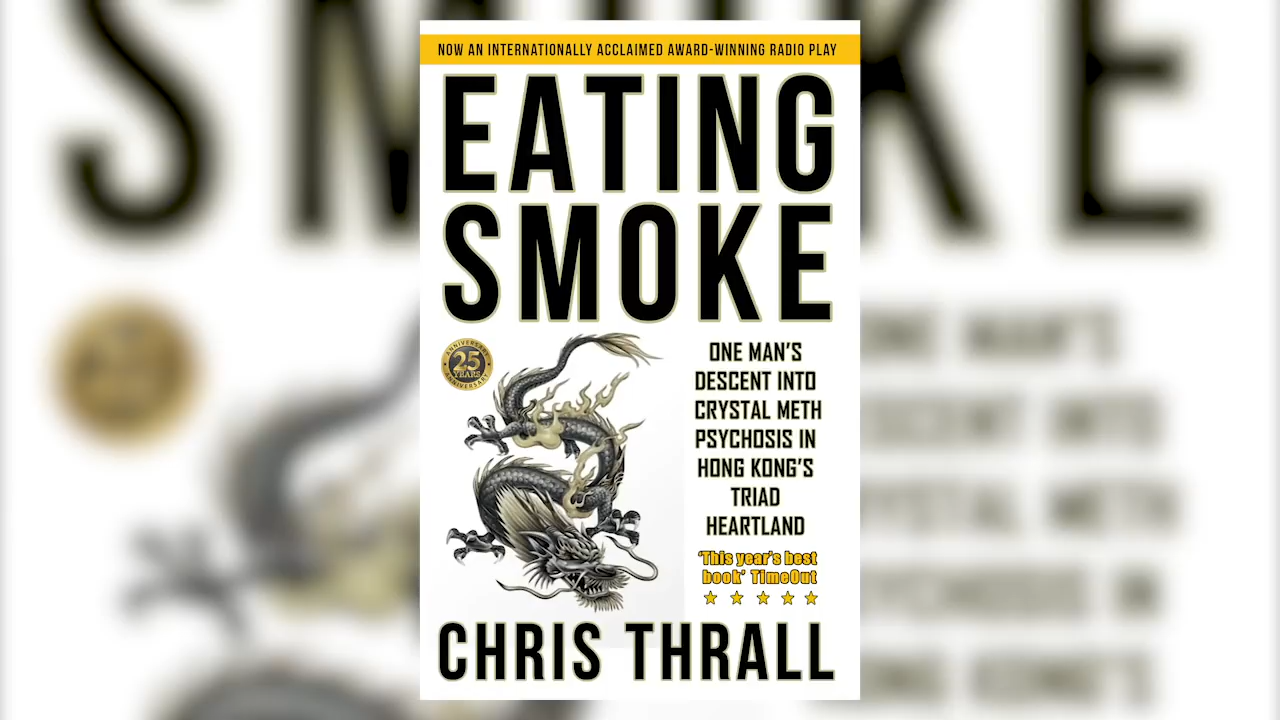 NOW AN INTERNATIONALLY ACCLAIMED AWARD-WINNING RADIO PLAY
EATING
SMOKE
ANNIVERSARY
25
YEARS
ANNIVERSARY
ONE MAN'S
DESCENT INTO
CRYSTAL METH
PSYCHOSIS IN
HONG KONG'S
TRIAD
HEARTLAND
'This year's best
book' TimeOut
CHRIS THRALL